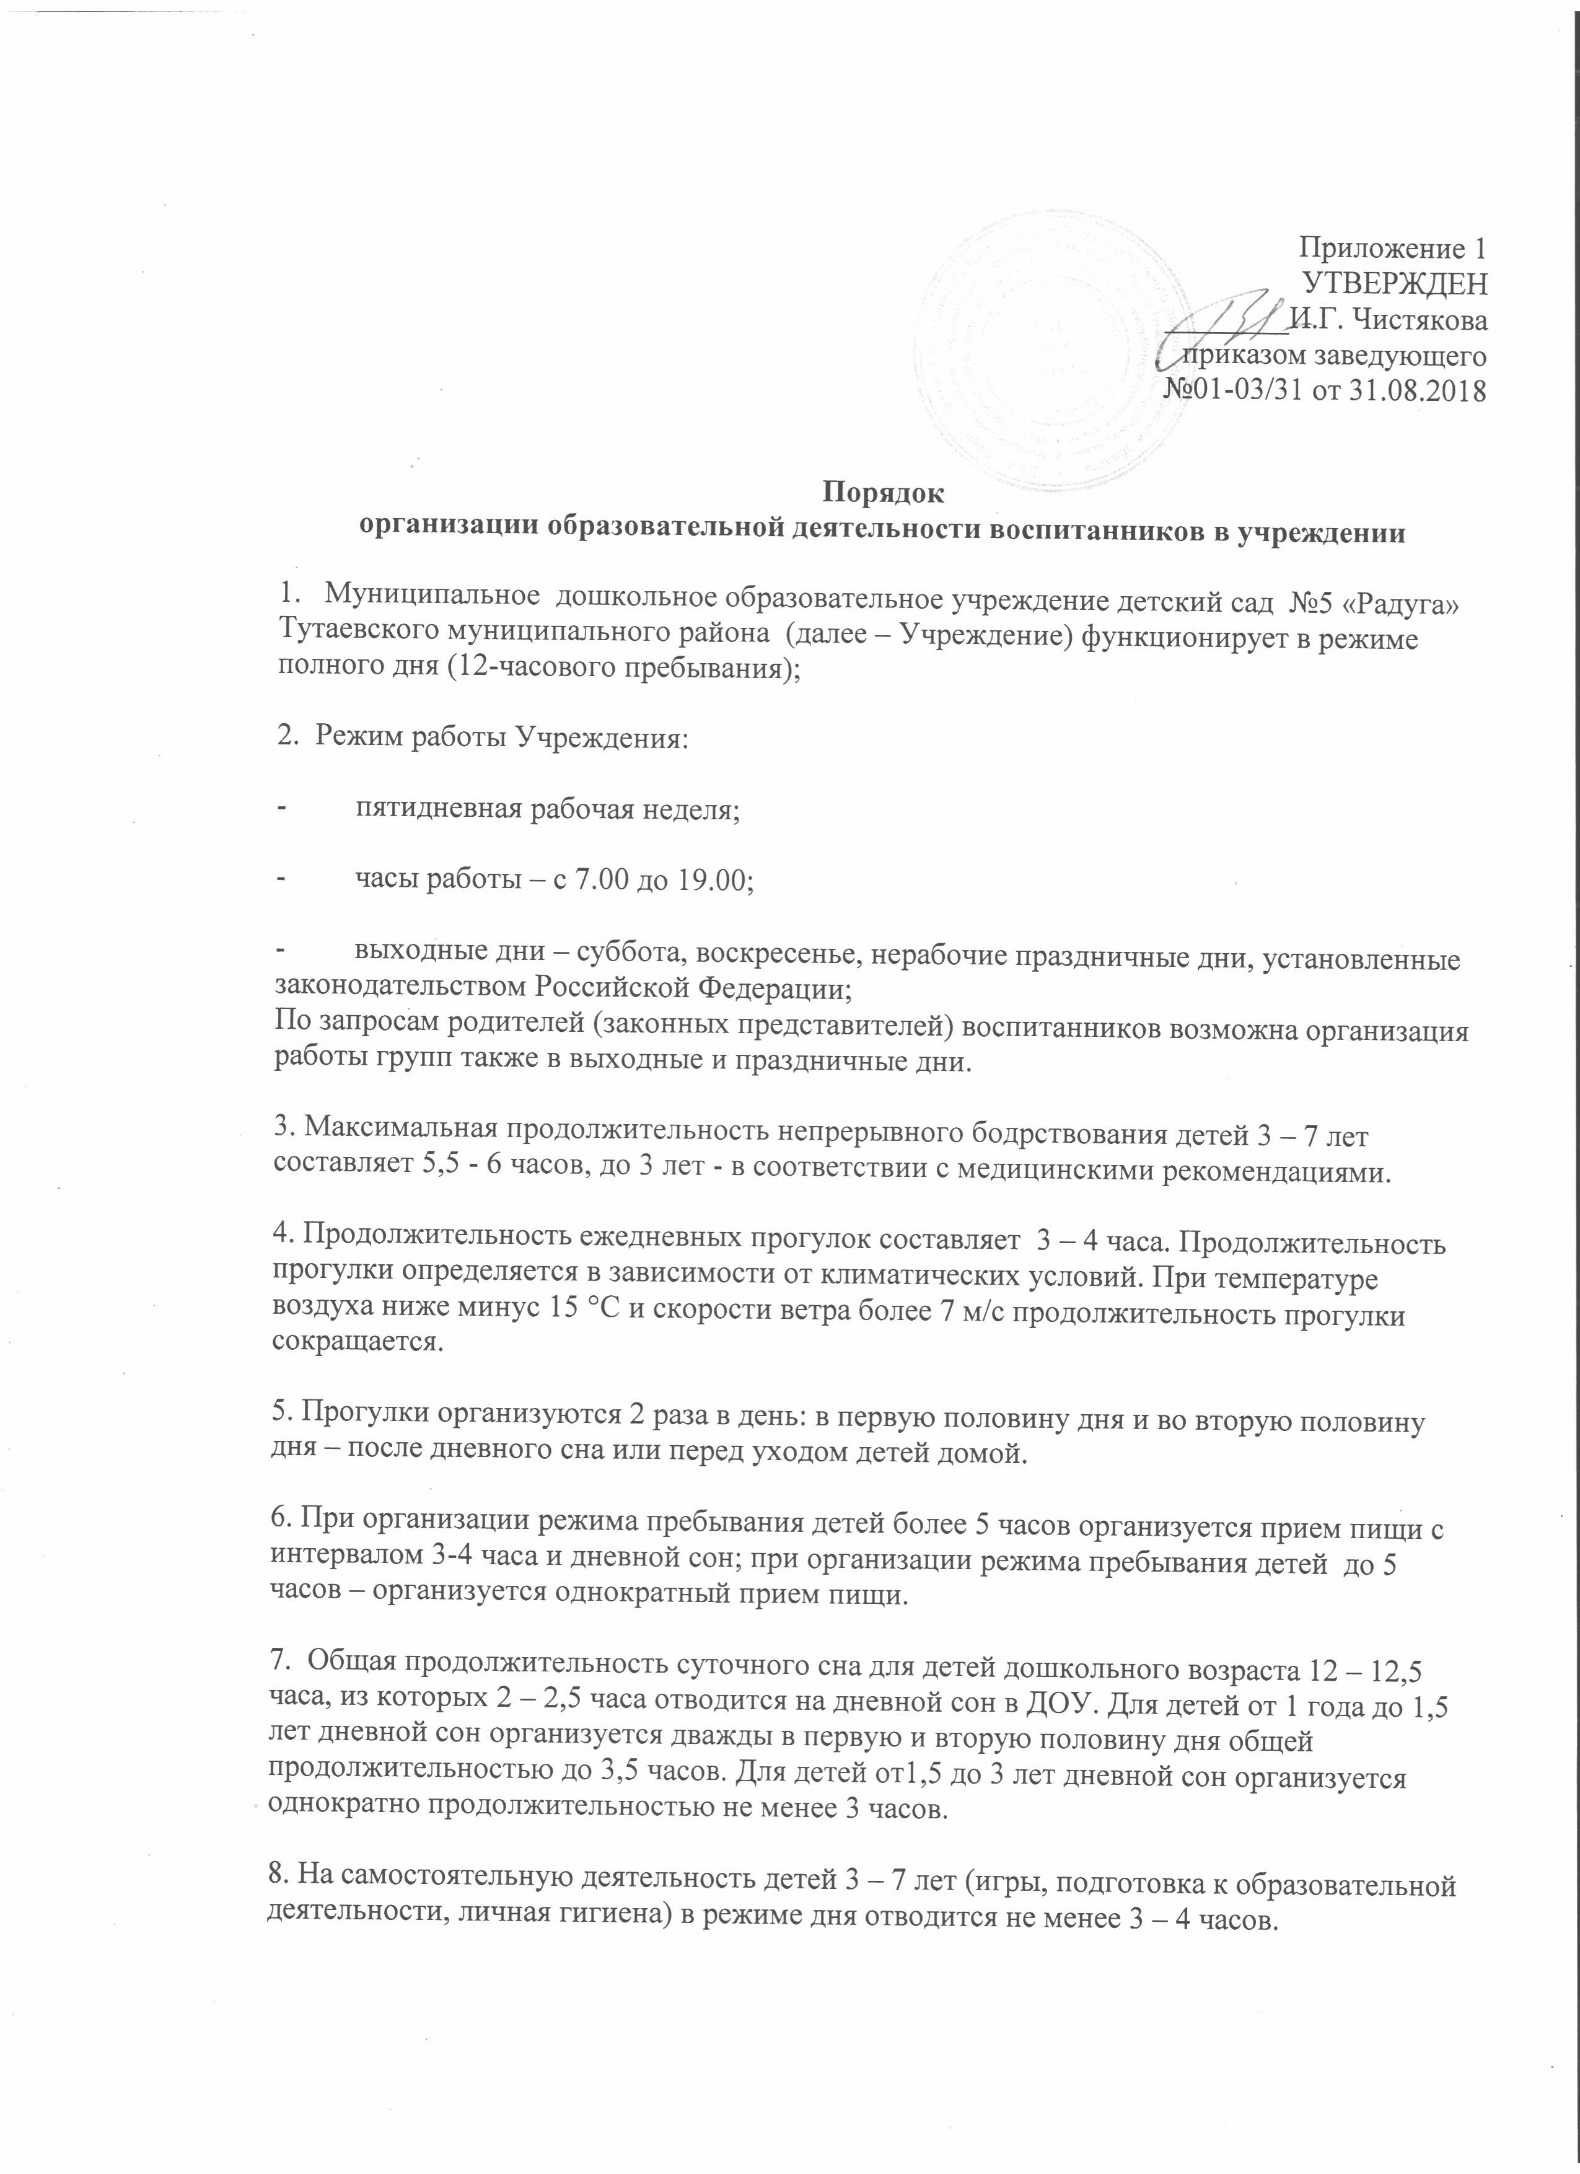 Приложение 1
УТВЕРЖДЕН
И.Г. Чистякова
приказом заведующего
№01-03/31 от 31.08.2018
Порядок
организации образовательной деятельности воспитанников в учреждении
1. Муниципальное дошкольное образовательное учреждение детский сад №5 «Радуга»
Тутаевского муниципального района (далее – Учреждение) функционирует в режиме
полного дня (12-часового пребывания);
2. Режим работы Учреждения:
- пятидневная рабочая неделя;
- часы работы – с 7.00 до 19.00;
- выходные дни – суббота, воскресенье, нерабочие праздничные дни, установленные
законодательством Российской Федерации;
По запросам родителей (законных представителей) воспитанников возможна организация
работы групп также в выходные и праздничные дни.
3. Максимальная продолжительность непрерывного бодрствования детей 3 – 7 лет
составляет 5,5 - 6 часов, до 3 лет - в соответствии с медицинскими рекомендациями.
4. Продолжительность ежедневных прогулок составляет 3 – 4 часа. Продолжительность
прогулки определяется в зависимости от климатических условий. При температуре
воздуха ниже минус 15 °С и скорости ветра более 7 м/с продолжительность прогулки
сокращается.
5. Прогулки организуются 2 раза в день: в первую половину дня и во вторую половину
дня – после дневного сна или перед уходом детей домой.
6. При организации режима пребывания детей более 5 часов организуется прием пищи с
интервалом 3-4 часа и дневной сон; при организации режима пребывания детей до 5
часов – организуется однократный прием пищи.
7. Общая продолжительность суточного сна для детей дошкольного возраста 12 – 12,5
часа, из которых 2 – 2,5 часа отводится на дневной сон в ДОУ. Для детей от 1 года до 1,5
лет дневной сон организуется дважды в первую и вторую половину дня общей
продолжительностью до 3,5 часов. Для детей от1,5 до 3 лет дневной сон организуется
однократно продолжительностью не менее 3 часов.
8. На самостоятельную деятельность детей 3 – 7 лет (игры, подготовка к образовательной
деятельности, личная гигиена) в режиме дня отводится не менее 3 – 4 часов.